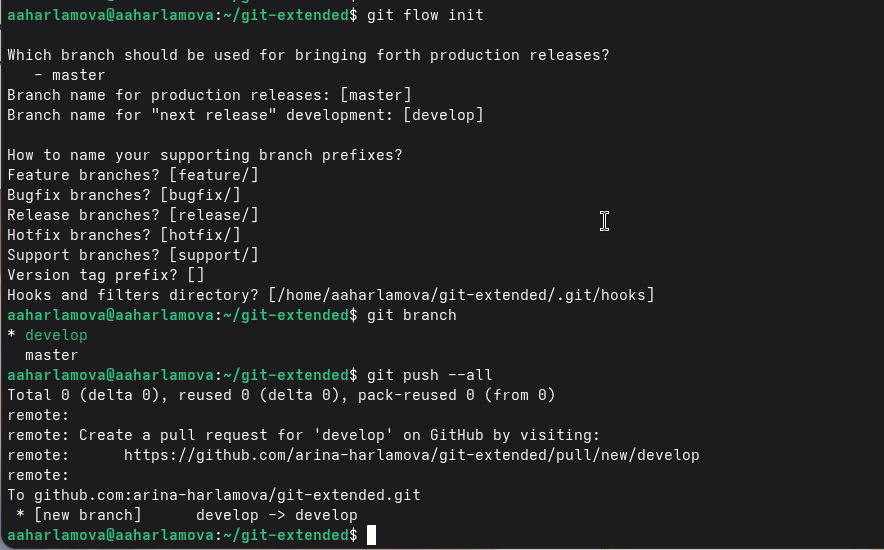 aaharlamova@aaharlamova:~/git-extended$ git flow init

Which branch should be used for bringing forth production releases?
   - master
Branch name for production releases: [master]
Branch name for "next release" development: [develop]

How to name your supporting branch prefixes?
Feature branches? [feature/]
Bugfix branches? [bugfix/]
Release branches? [release/]
Hotfix branches? [hotfix/]
Support branches? [support/]
Version tag prefix? []
Hooks and filters directory? [/home/aaharlamova/git-extended/.git/hooks]
aaharlamova@aaharlamova:~/git-extended$ git branch
* develop
  master
aaharlamova@aaharlamova:~/git-extended$ git push --all
Total 0 (delta 0), reused 0 (delta 0), pack-reused 0 (from 0)
remote:
remote: Create a pull request for 'develop' on GitHub by visiting:
remote:      https://github.com/arina-harlamova/git-extended/pull/new/develop
remote:
To github.com:arina-harlamova/git-extended.git
 * [new branch]      develop -> develop
aaharlamova@aaharlamova:~/git-extended$